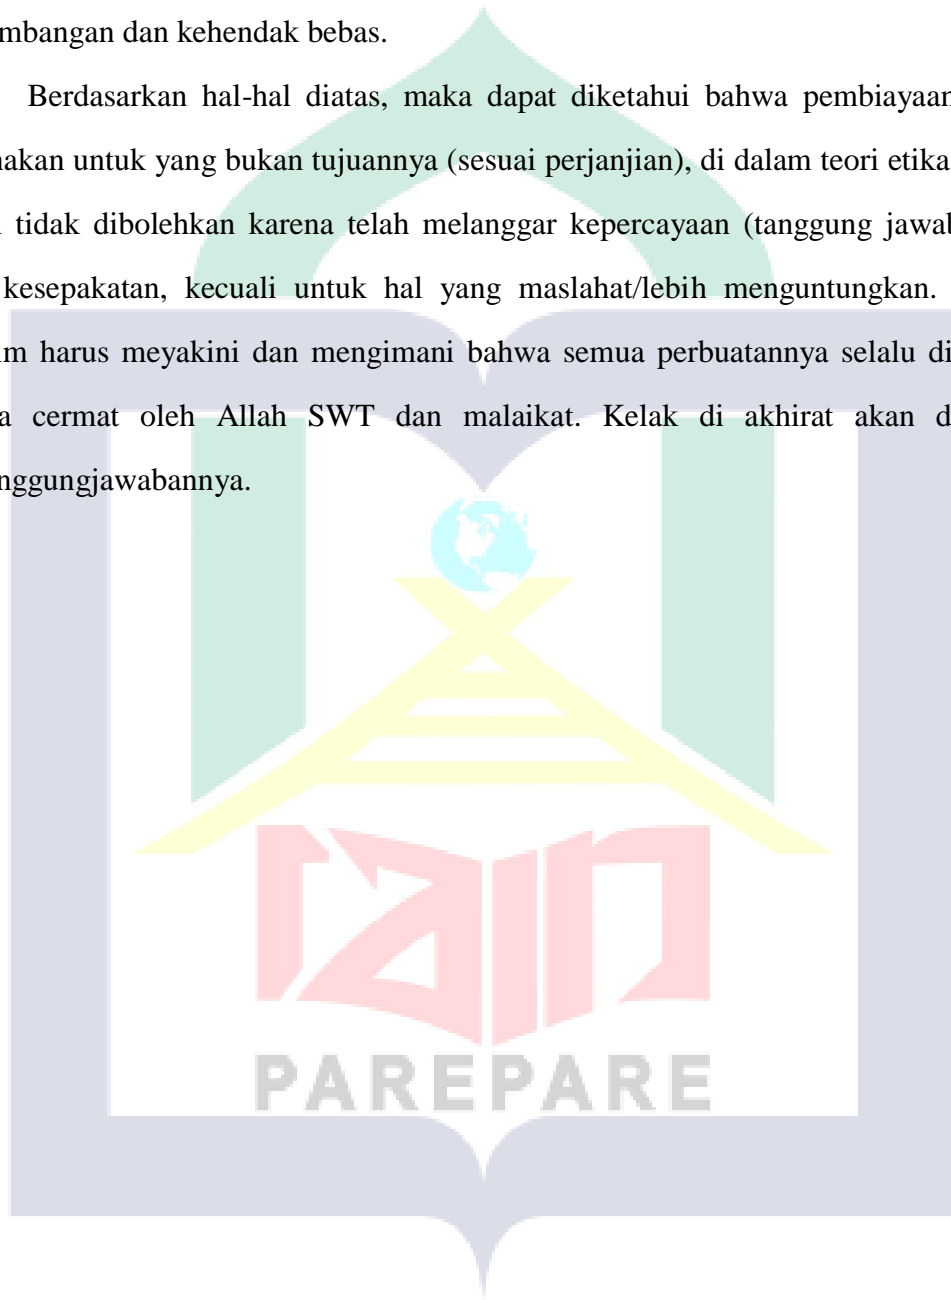 mbangan dan kehendak bebas.
Berdasarkan hal-hal diatas, maka dapat diketahui bahwa pembiayaan
nakan untuk yang bukan tujuannya (sesuai perjanjian), di dalam teori etika
tidak dibolehkan karena telah melanggar kepercayaan (tanggung jawab
kesepakatan, kecuali untuk hal yang maslahat/lebih menguntungkan.
im harus meyakini dan mengimani bahwa semua perbuatannya selalu di
a cermat oleh Allah SWT dan malaikat. Kelak di akhirat akan d
nggungjawabannya.
iain
PAREPARE